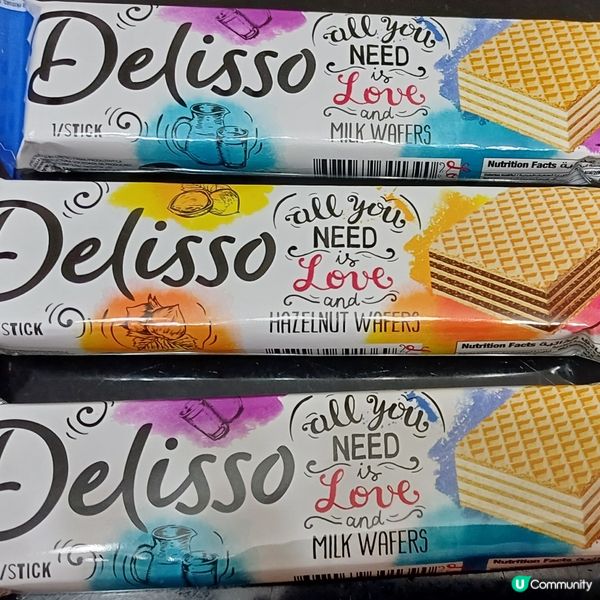 Delisso
all you
NEED
is
Love
and
MILK WAFERS
1/STICK
Nutrition Facts
Delisso
all you
NEED
is
Love
and
HAZELNUT WAFERS
STICK
Nutrition Facts
Delisso
all you
NEED
is
Love
and
MILK WAFERS
/STICK
Nutrition Facts
U Community